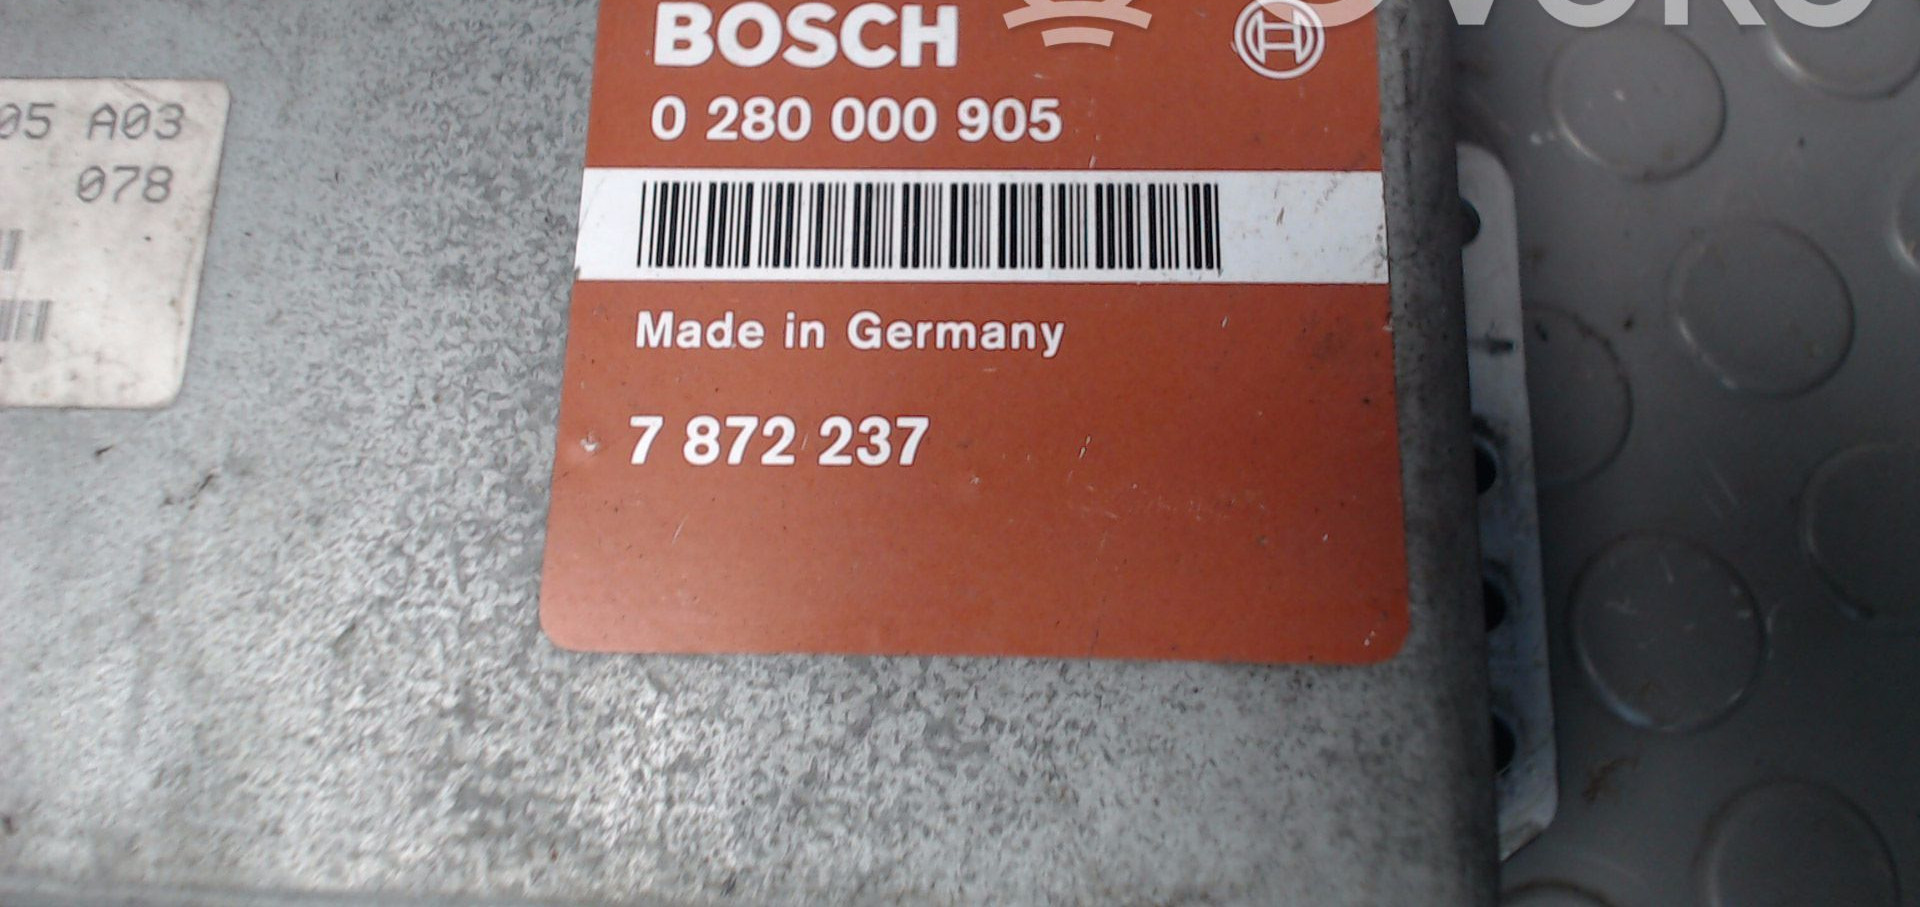 BOSCH
0 280 000 905
05 A03
078
Made in Germany
7 872 237